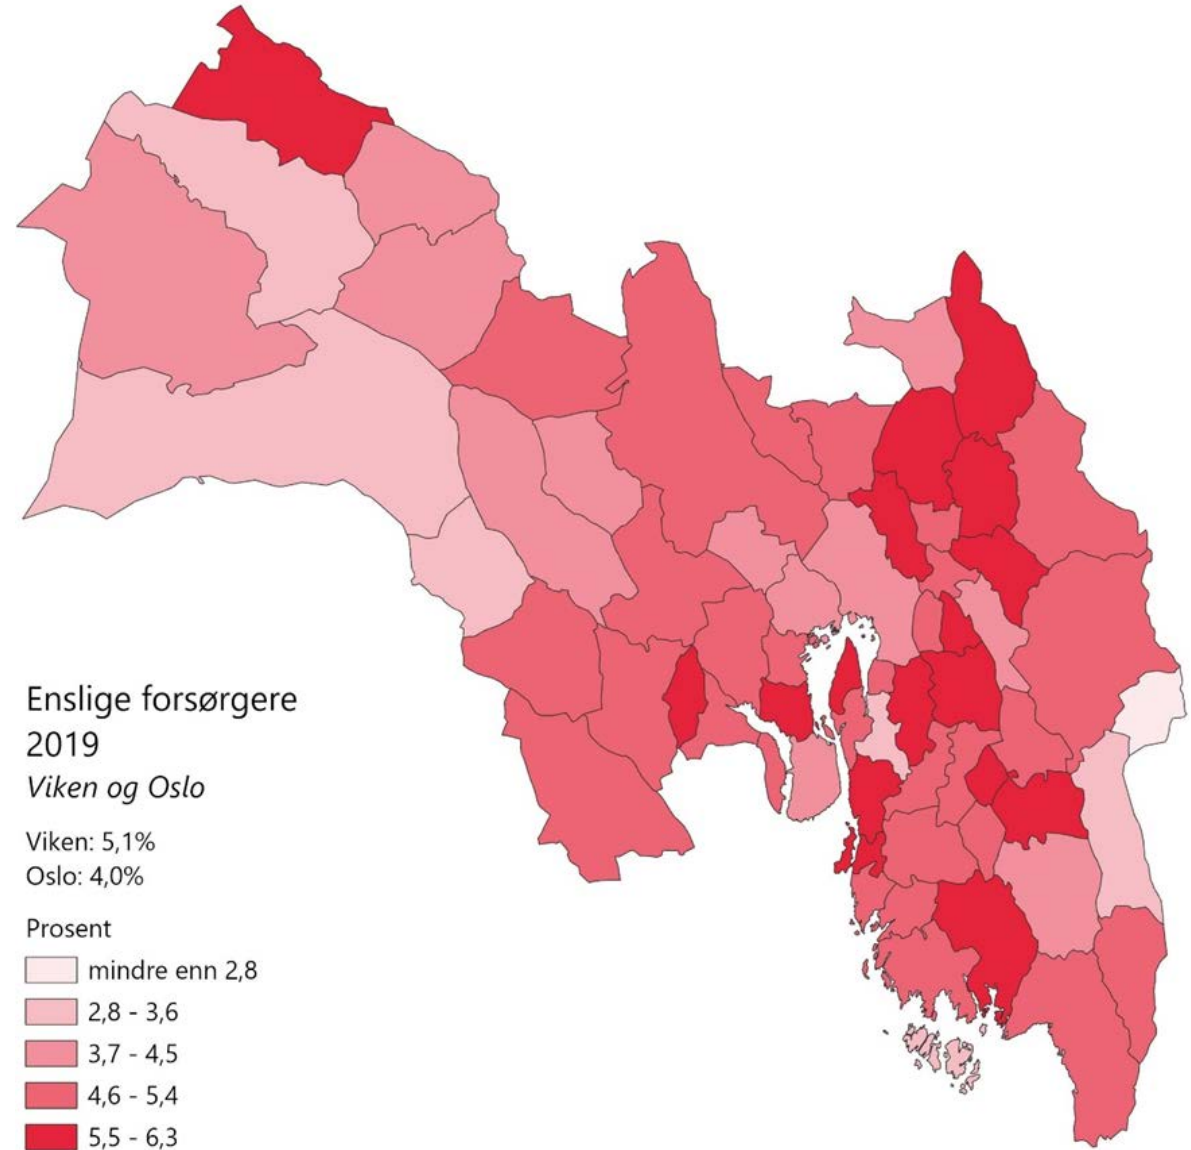 Enslige forsørgere
2019
Viken og Oslo
Viken: 5,1%
Oslo: 4,0%
Prosent
mindre enn 2,8
2,8 - 3,6
3,7 - 4,5
4,6 - 5,4
5,5 - 6,3